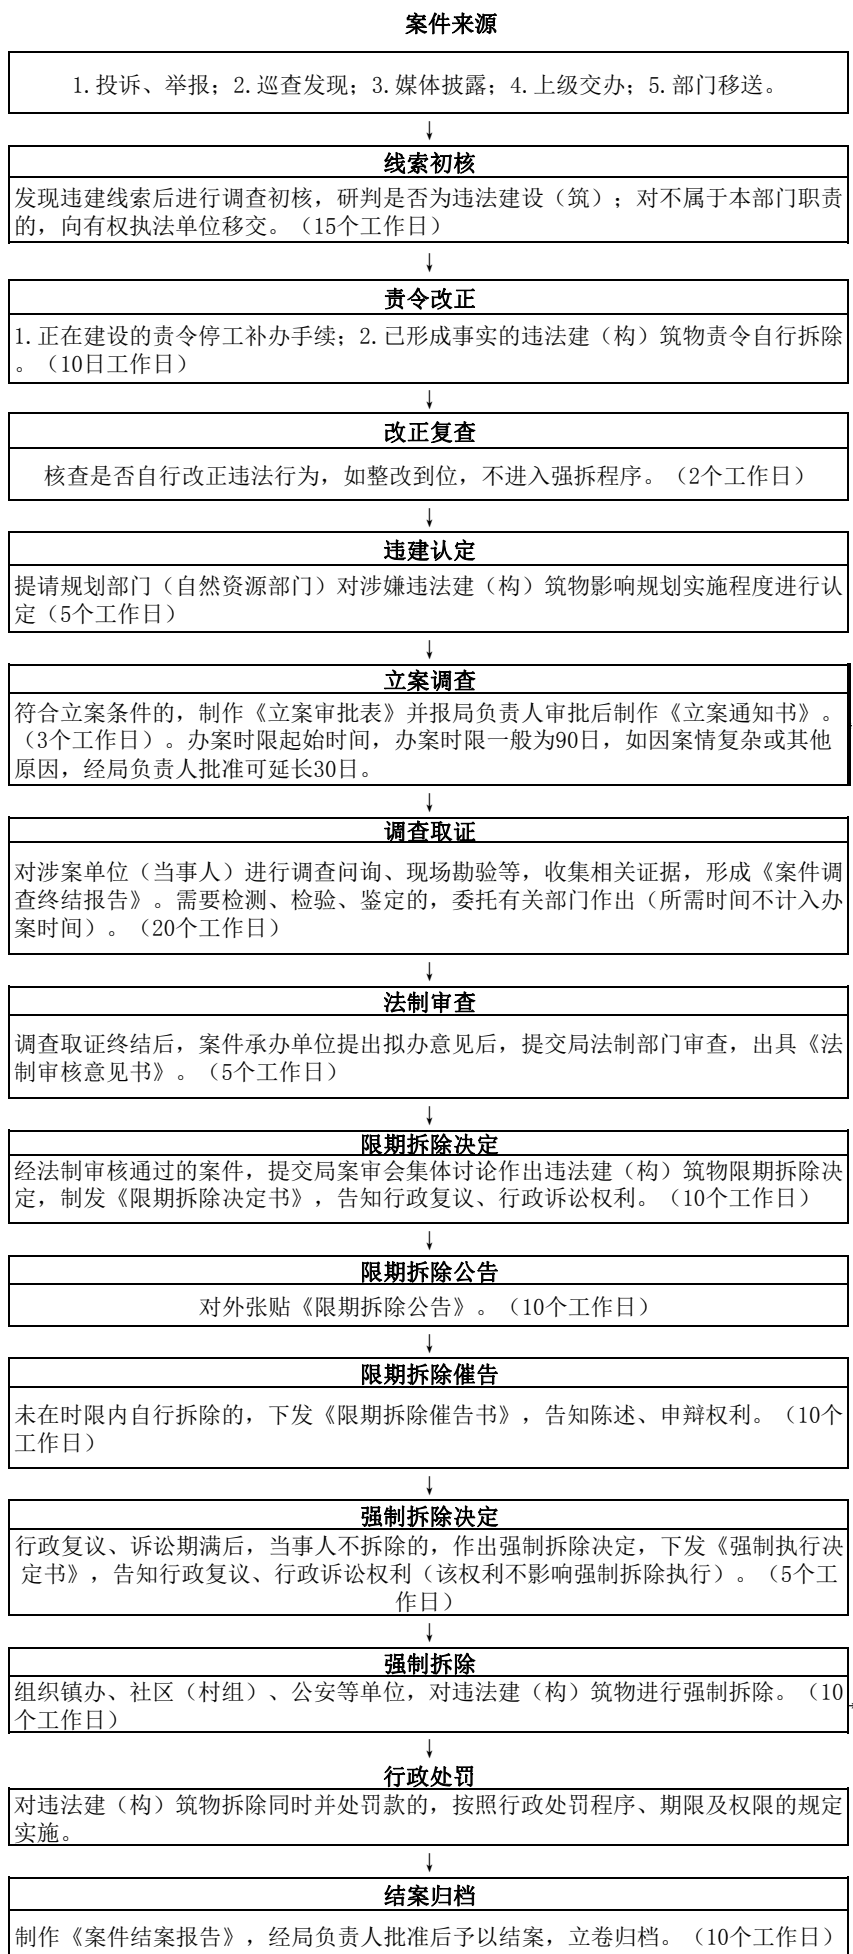 案件来源
1.投诉、举报；2.巡查发现；3.媒体披露；4.上级交办；5.部门移送。
↓
线索初核
发现违建线索后进行调查初核，研判是否为违法建设（筑）；对不属于本部门职责
的，向有权执法单位移交。（15个工作日）
↓
责令改正
1.正在建设的责令停工补办手续；2.已形成事实的违法建（构）筑物责令自行拆除
。（10日工作日）
↓
改正复查
核查是否自行改正违法行为，如整改到位，不进入强拆程序。（2个工作日）
↓
违建认定
提请规划部门（自然资源部门）对涉嫌违法建（构）筑物影响规划实施程度进行认
定（5个工作日）
↓
立案调查
符合立案条件的，制作《立案审批表》并报局负责人审批后制作《立案通知书》。
（3个工作日）。办案时限起始时间，办案时限一般为90日，如因案情复杂或其他
原因，经局负责人批准可延长30日。
↓
调查取证
对涉案单位（当事人）进行调查问询、现场勘验等，收集相关证据，形成《案件调
查终结报告》。需要检测、检验、鉴定的，委托有关部门作出（所需时间不计入办
案时间）。（20个工作日）
↓
法制审查
调查取证终结后，案件承办单位提出拟办意见后，提交局法制部门审查，出具《法
制审核意见书》。（5个工作日）
↓
限期拆除决定
经法制审核通过的案件，提交局案审会集体讨论作出违法建（构）筑物限期拆除决
定，制发《限期拆除决定书》，告知行政复议、行政诉讼权利。（10个工作日）
↓
限期拆除公告
对外张贴《限期拆除公告》。（10个工作日）
↓
限期拆除催告
未在时限内自行拆除的，下发《限期拆除催告书》，告知陈述、申辩权利。（10个
工作日）
↓
强制拆除决定
行政复议、诉讼期满后，当事人不拆除的，作出强制拆除决定，下发《强制执行决
定书》，告知行政复议、行政诉讼权利（该权利不影响强制拆除执行）。（5个工
作日）
↓
强制拆除
组织镇办、社区（村组）、公安等单位，对违法建（构）筑物进行强制拆除。（10
个工作日）
↓
行政处罚
对违法建（构）筑物拆除同时并处罚款的，按照行政处罚程序、期限及权限的规定
实施。
↓
结案归档
制作《案件结案报告》，经局负责人批准后予以结案，立卷归档。（10个工作日）